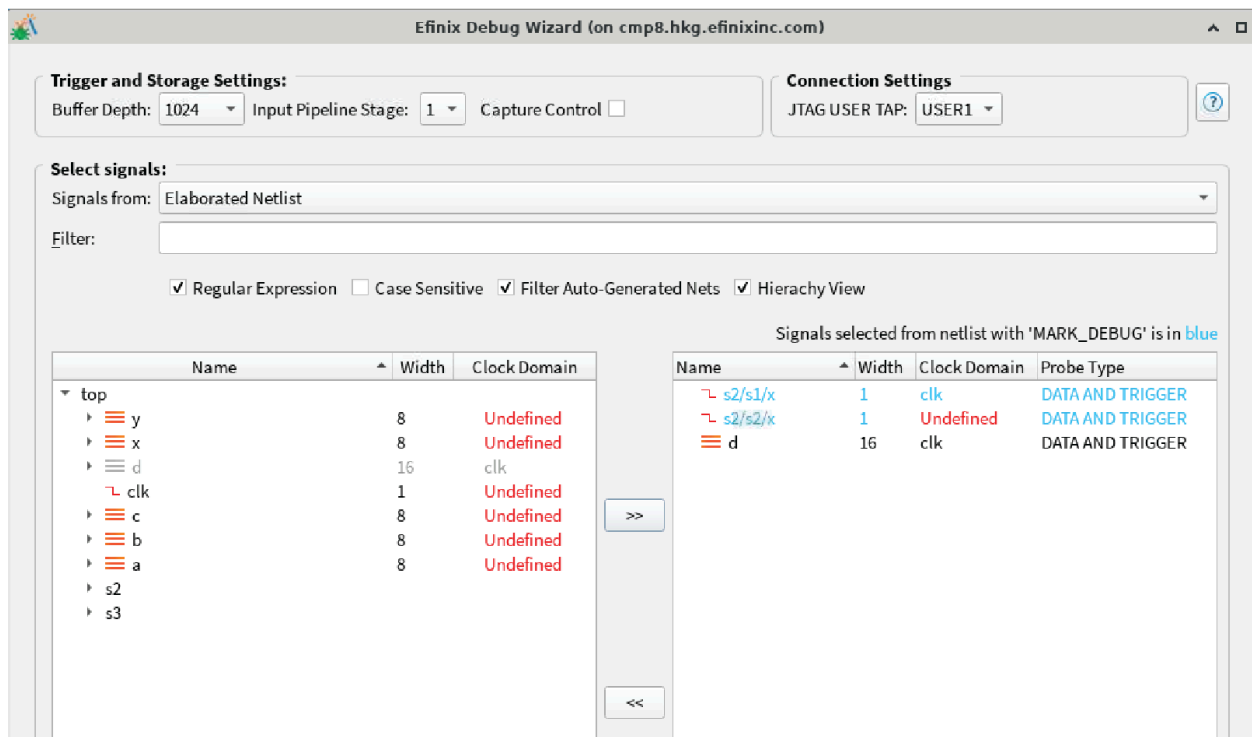 Efinix Debug Wizard (on cmp8.hkg.efinixinc.com)
Trigger and Storage Settings:
Buffer Depth: 1024 Input Pipeline Stage: 1 Capture Control
Connection Settings
JTAG USER TAP: USER1
?
Select signals:
Signals from: Elaborated Netlist
Filter:
Regular Expression Case Sensitive Filter Auto-Generated Nets Hierachy View
Signals selected from netlist with 'MARK_DEBUG' is in blue
Name Width Clock Domain
top
y 8 Undefined
x 8 Undefined
d 16 clk
clk 1 Undefined
c 8 Undefined
b 8 Undefined
a 8 Undefined
s2
s3
>>
<<
Name Width Clock Domain Probe Type
s2/s1/x 1 clk DATA AND TRIGGER
s2/s2/x 1 Undefined DATA AND TRIGGER
d 16 clk DATA AND TRIGGER